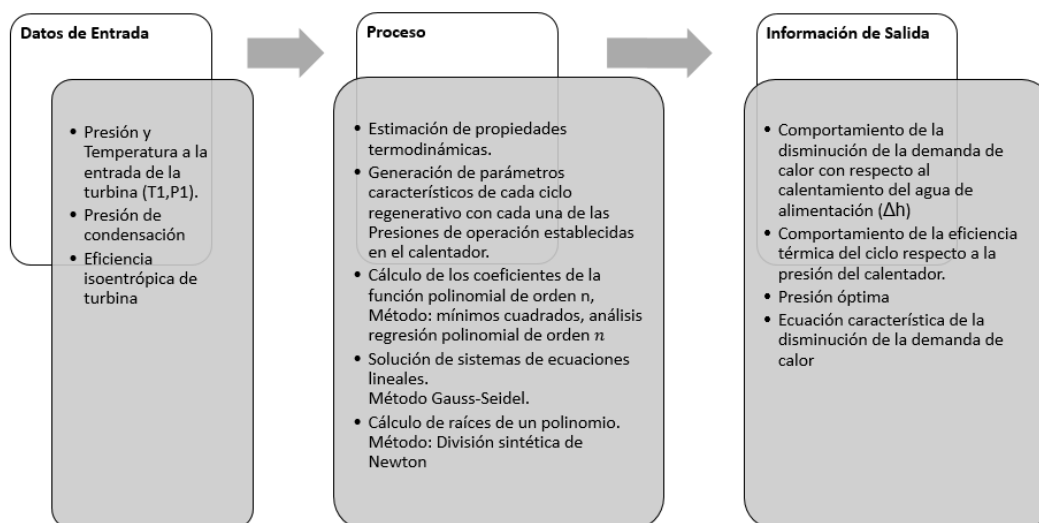 Datos de Entrada
• Presión y
Temperatura a la
entrada de la
turbina (T1,P1).
• Presión de
condensación
• Eficiencia
isoentrópica de
turbina
Proceso
• Estimación de propiedades
termodinámicas.
• Generación de parámetros
característicos de cada ciclo
regenerativo con cada una de las
Presiones de operación establecidas
en el calentador.
• Cálculo de los coeficientes de la
función polinomial de orden n,
Método: mínimos cuadrados, análisis
regresión polinomial de orden n
• Solución de sistemas de ecuaciones
lineales.
Método Gauss-Seidel.
• Cálculo de raíces de un polinomio.
Método: División sintética de
Newton
Información de Salida
• Comportamiento de la
disminución de la demanda de
calor con respecto al
calentamiento del agua de
alimentación (Δh)
• Comportamiento de la eficiencia
térmica del ciclo respecto a la
presión del calentador.
• Presión óptima
• Ecuación característica de la
disminución de la demanda de
calor